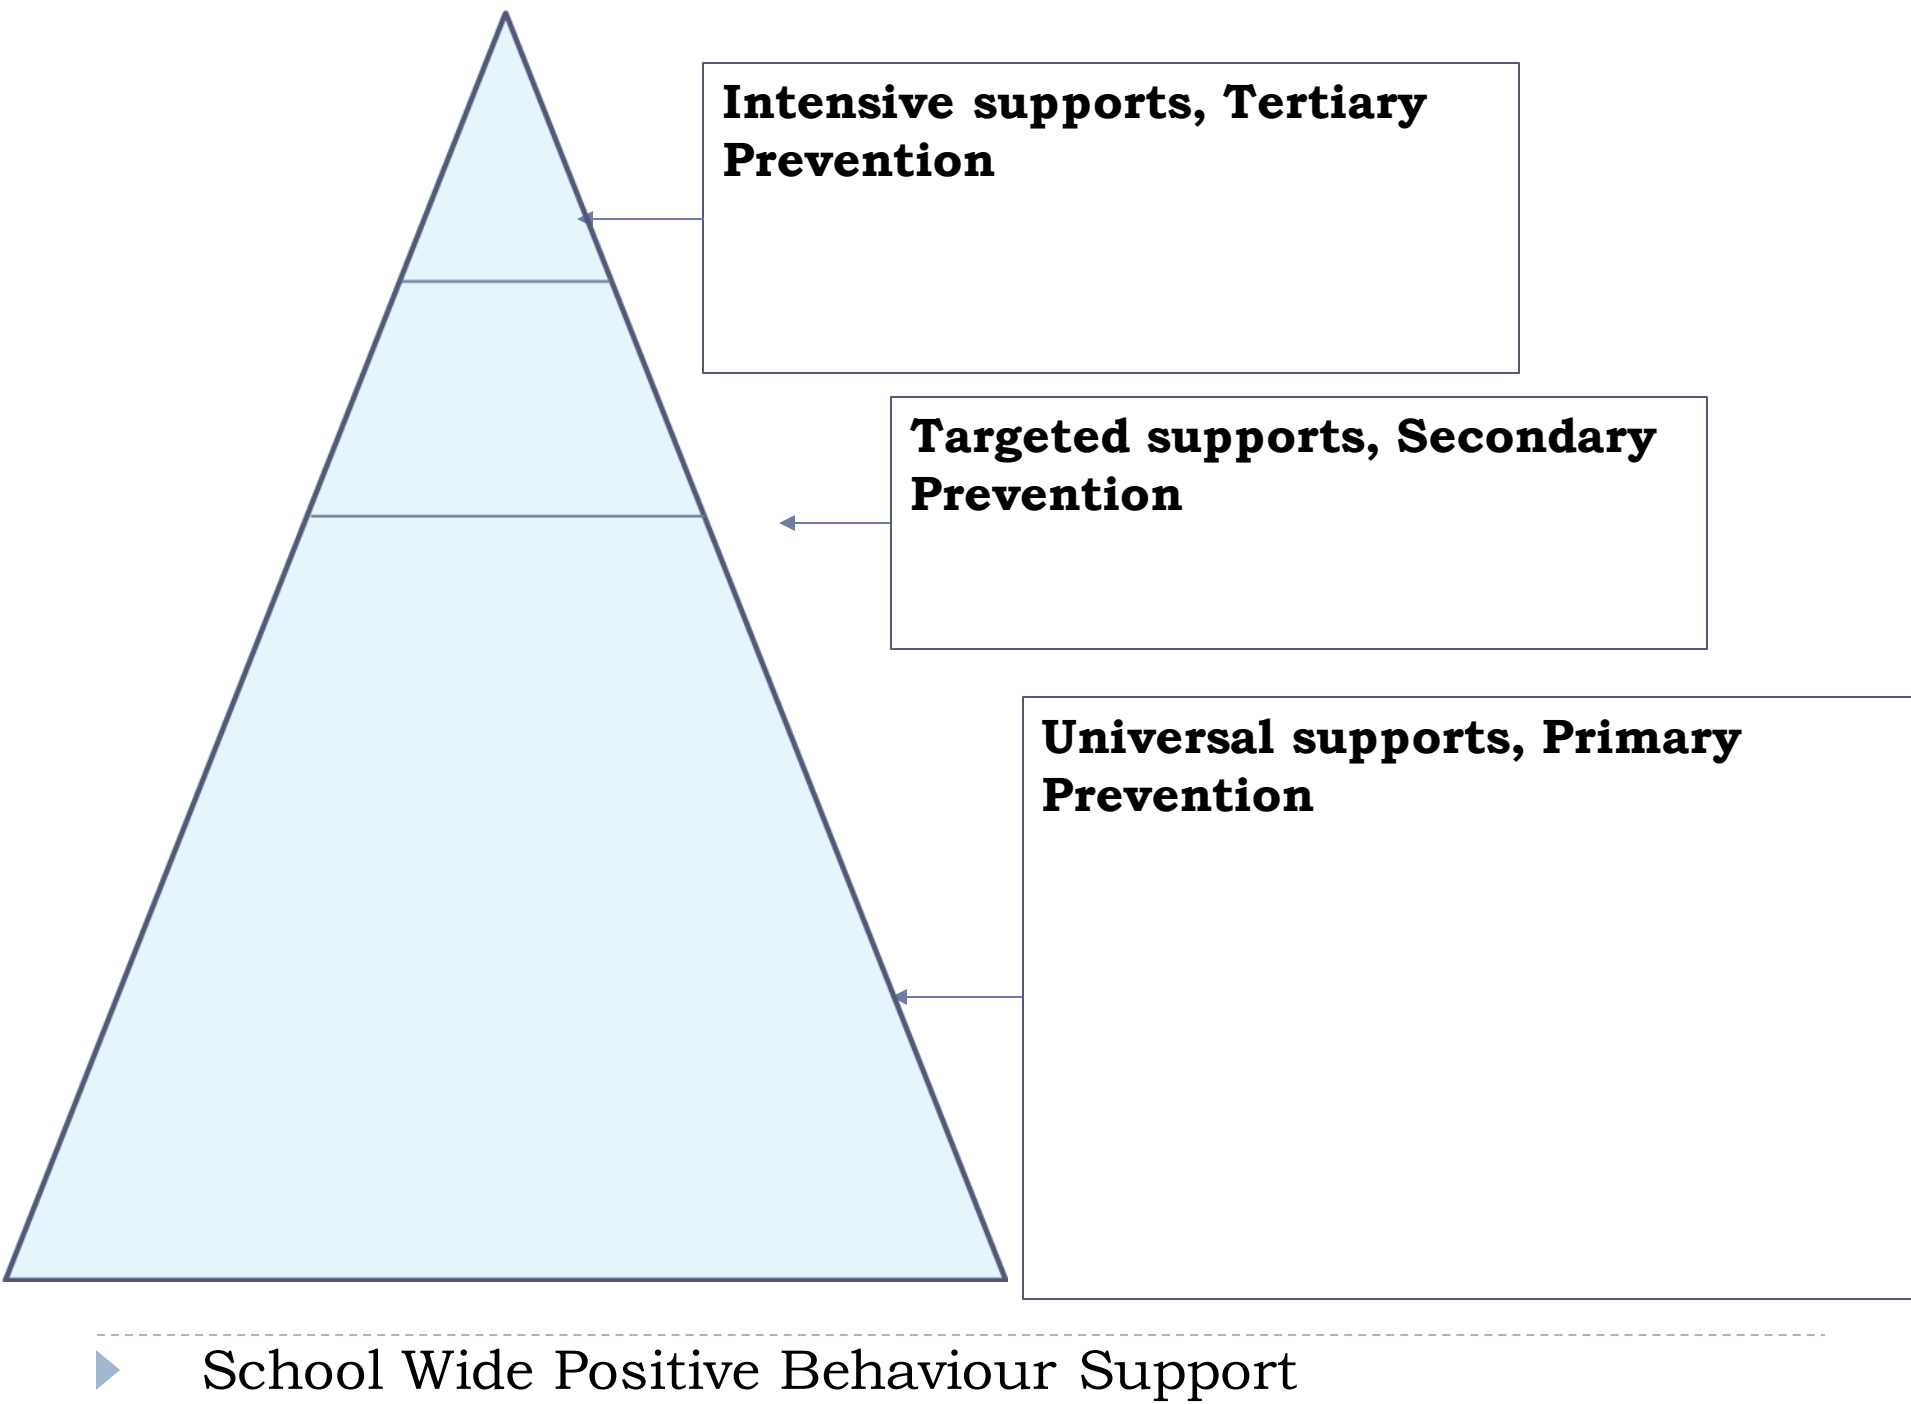 Intensive supports, Tertiary
Prevention
Targeted supports, Secondary
Prevention
Universal supports, Primary
Prevention
School Wide Positive Behaviour Support